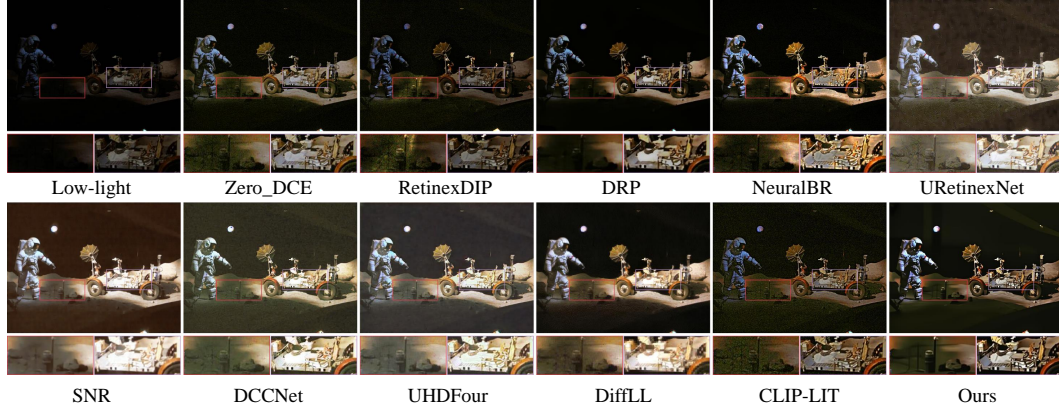 Low-light Zero_DCE RetinexDIP DRP NeuralBR URetinexNet
SNR DCCNet UHDFour DiffLL CLIP-LIT Ours